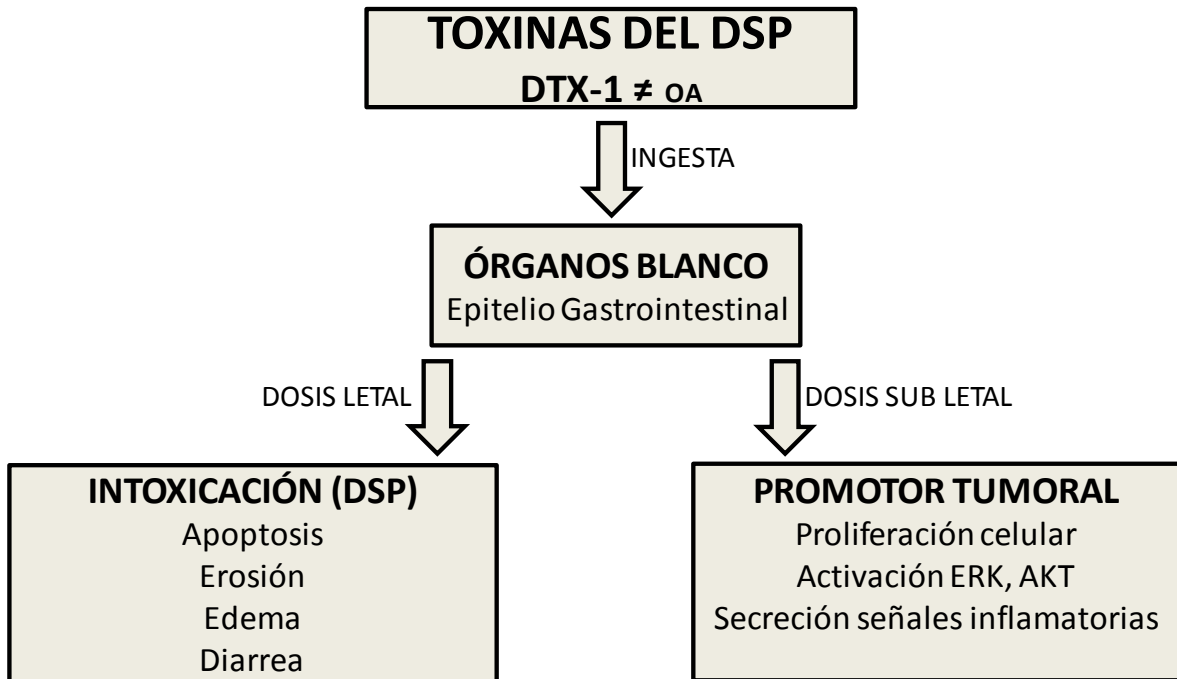 TOXINAS DEL DSP
DTX-1 ≠ OA
INGESTA
ÓRGANOS BLANCO
Epitelio Gastrointestinal
DOSIS LETAL
DOSIS SUB LETAL
INTOXICACIÓN (DSP)
Apoptosis
Erosión
Edema
Diarrea
PROMOTOR TUMORAL
Proliferación celular
Activación ERK, AKT
Secreción señales inflamatorias